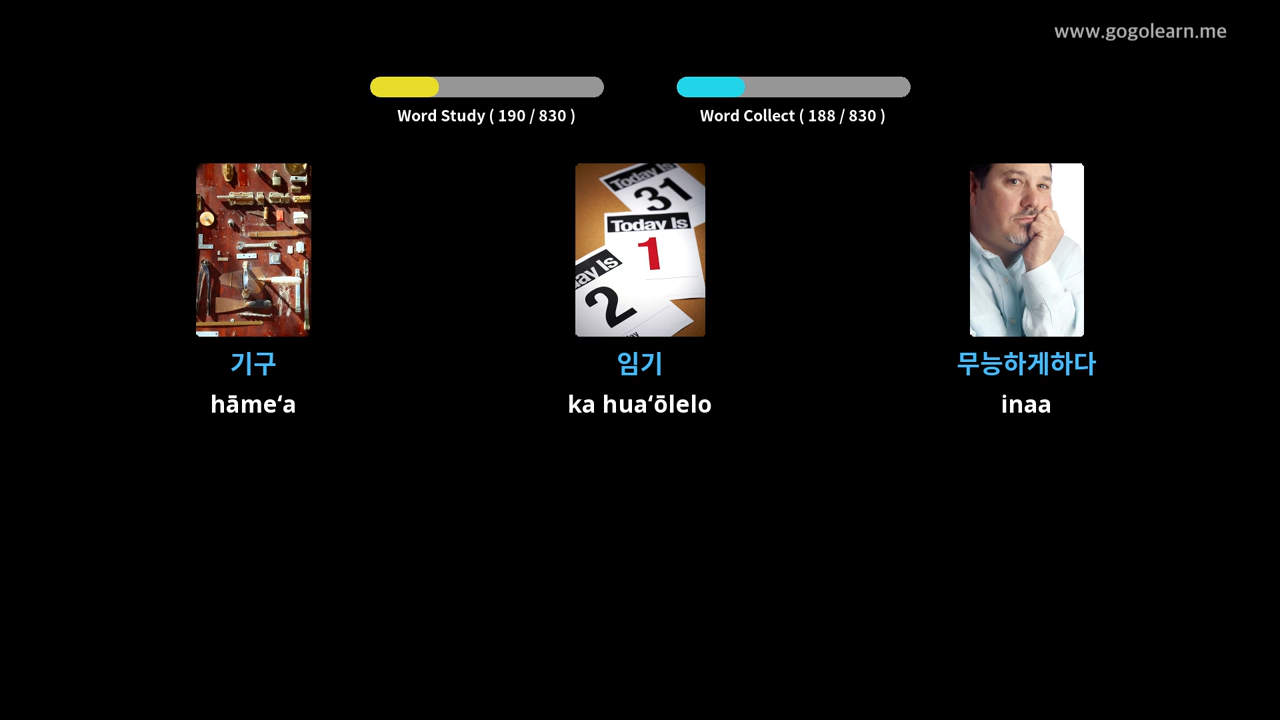 www.gogolearn.me
Word Study ( 190 / 830 )
Word Collect ( 188 / 830 )
Today Is
31
Today Is
1
day Is
2
기구
임기
무능하게하다
hāmeʻa
ka huaʻōlelo
inaa